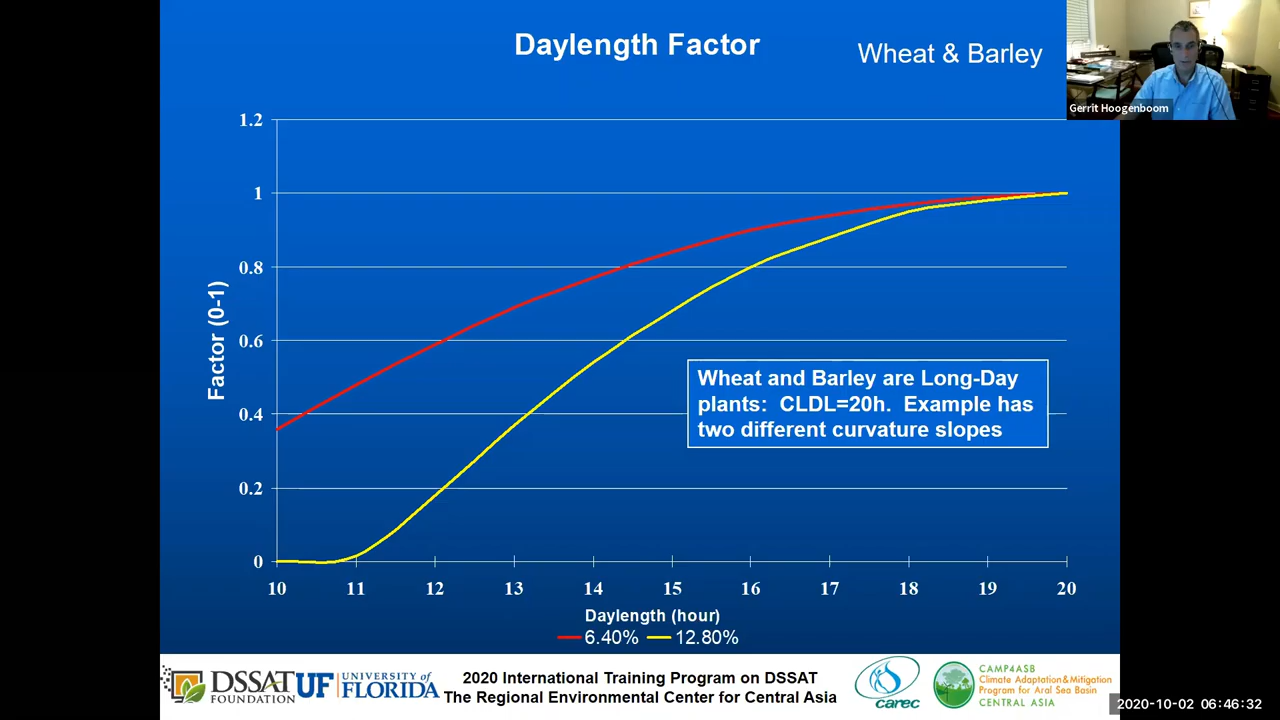 Daylength Factor
Wheat & Barley
Gerrit Hoogenboom
1.2
1
0.8
0.6
0.4
0.2
0
Factor (0-1)
Wheat and Barley are Long-Day
plants: CLDL=20h. Example has
two different curvature slopes
10 11 12 13 14 15 16 17 18 19 20
Daylength (hour)
6.40% 12.80%
DSSAT
FOUNDATION
UF UNIVERSITY of
FLORIDA
2020 International Training Program on DSSAT
The Regional Environmental Center for Central Asia
carec
CAMP4ASB
Climate Adaptation & Mitigation
Program for Aral Sea Basin
CENTRAL ASIA
2020-10-02 06:46:32